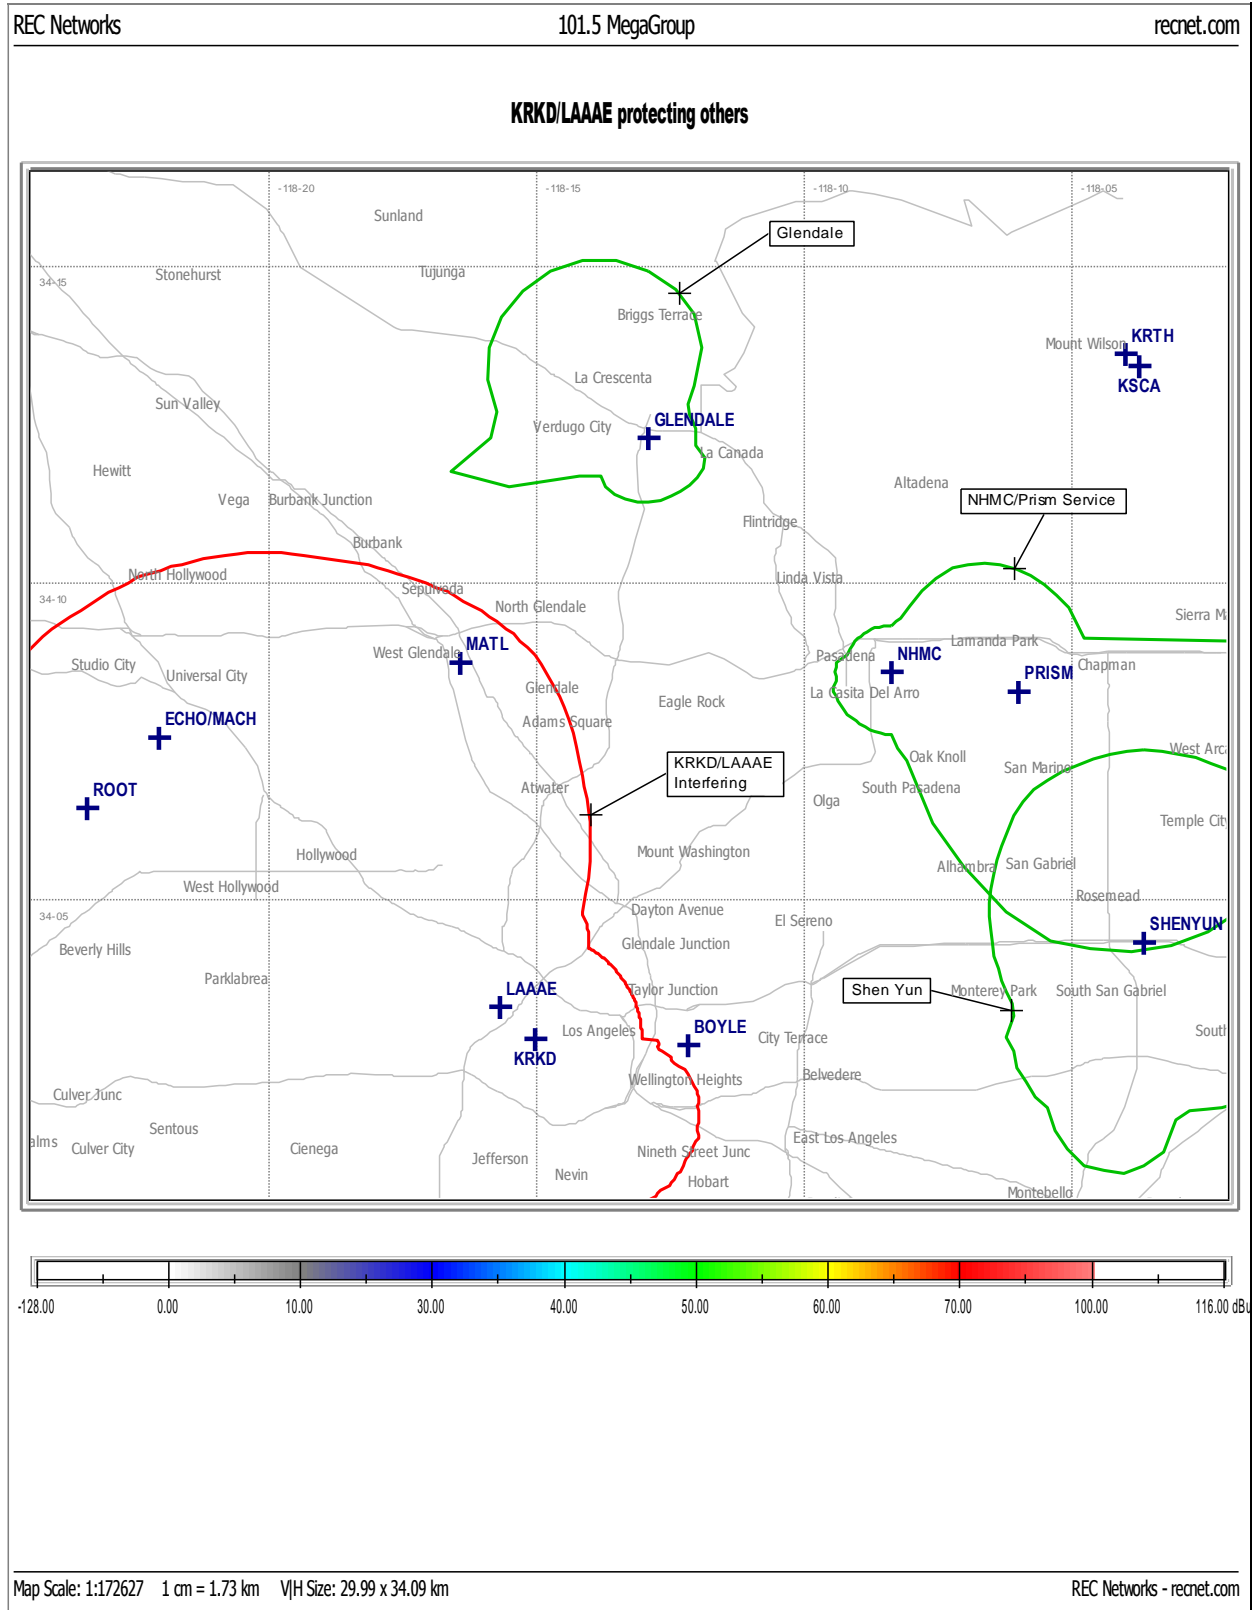 REC Networks
101.5 MegaGroup
recnet.com
KRKD/LAAAE protecting others
-118-20
-118-15
-118-10
-118-05
Sunland
Glendale
Stonehurst
Tujunga
34-15
Briggs Terrace
KRTH
Mount Wilson
KSCA
La Crescenta
Sun Valley
GLENDALE
Verdugo City
La Canada
Hewitt
Altadena
Vega
Burbank Junction
NHMC/Prism Service
Flintridge
Burbank
North Hollywood
Linda Vista
Sepulveda
34-10
North Glendale
Sierra M
Lamanda Park
MATL
West Glendale
Pasadena
NHMC
Studio City
Universal City
Chapman
PRISM
Glendale
La Casita Del Arro
Eagle Rock
ECHO/MACH
Adams Square
West Arc
KRKD/LAAAE
Interfering
Oak Knoll
San Marino
ROOT
Atwater
South Pasadena
Olga
Temple City
Hollywood
Mount Washington
Alhambra
San Gabriel
West Hollywood
Rosemead
34-05
Dayton Avenue
El Sereno
SHENYUN
Beverly Hills
Glendale Junction
Parklabrea
LAAAE
Taylor Junction
Shen Yun
Monterey Park
South San Gabriel
Los Angeles
BOYLE
City Terrace
South
KRKD
Wellington Heights
Belvedere
Culver Junc
Sentous
alms
Culver City
Cienega
East Los Angeles
Jefferson
Nineth Street Junc
Nevin
Hobart
Montebello
-128.00
0.00
10.00
30.00
40.00
50.00
60.00
70.00
100.00
116.00 dBu
Map Scale: 1:172627 1 cm = 1.73 km V|H Size: 29.99 x 34.09 km
REC Networks - recnet.com